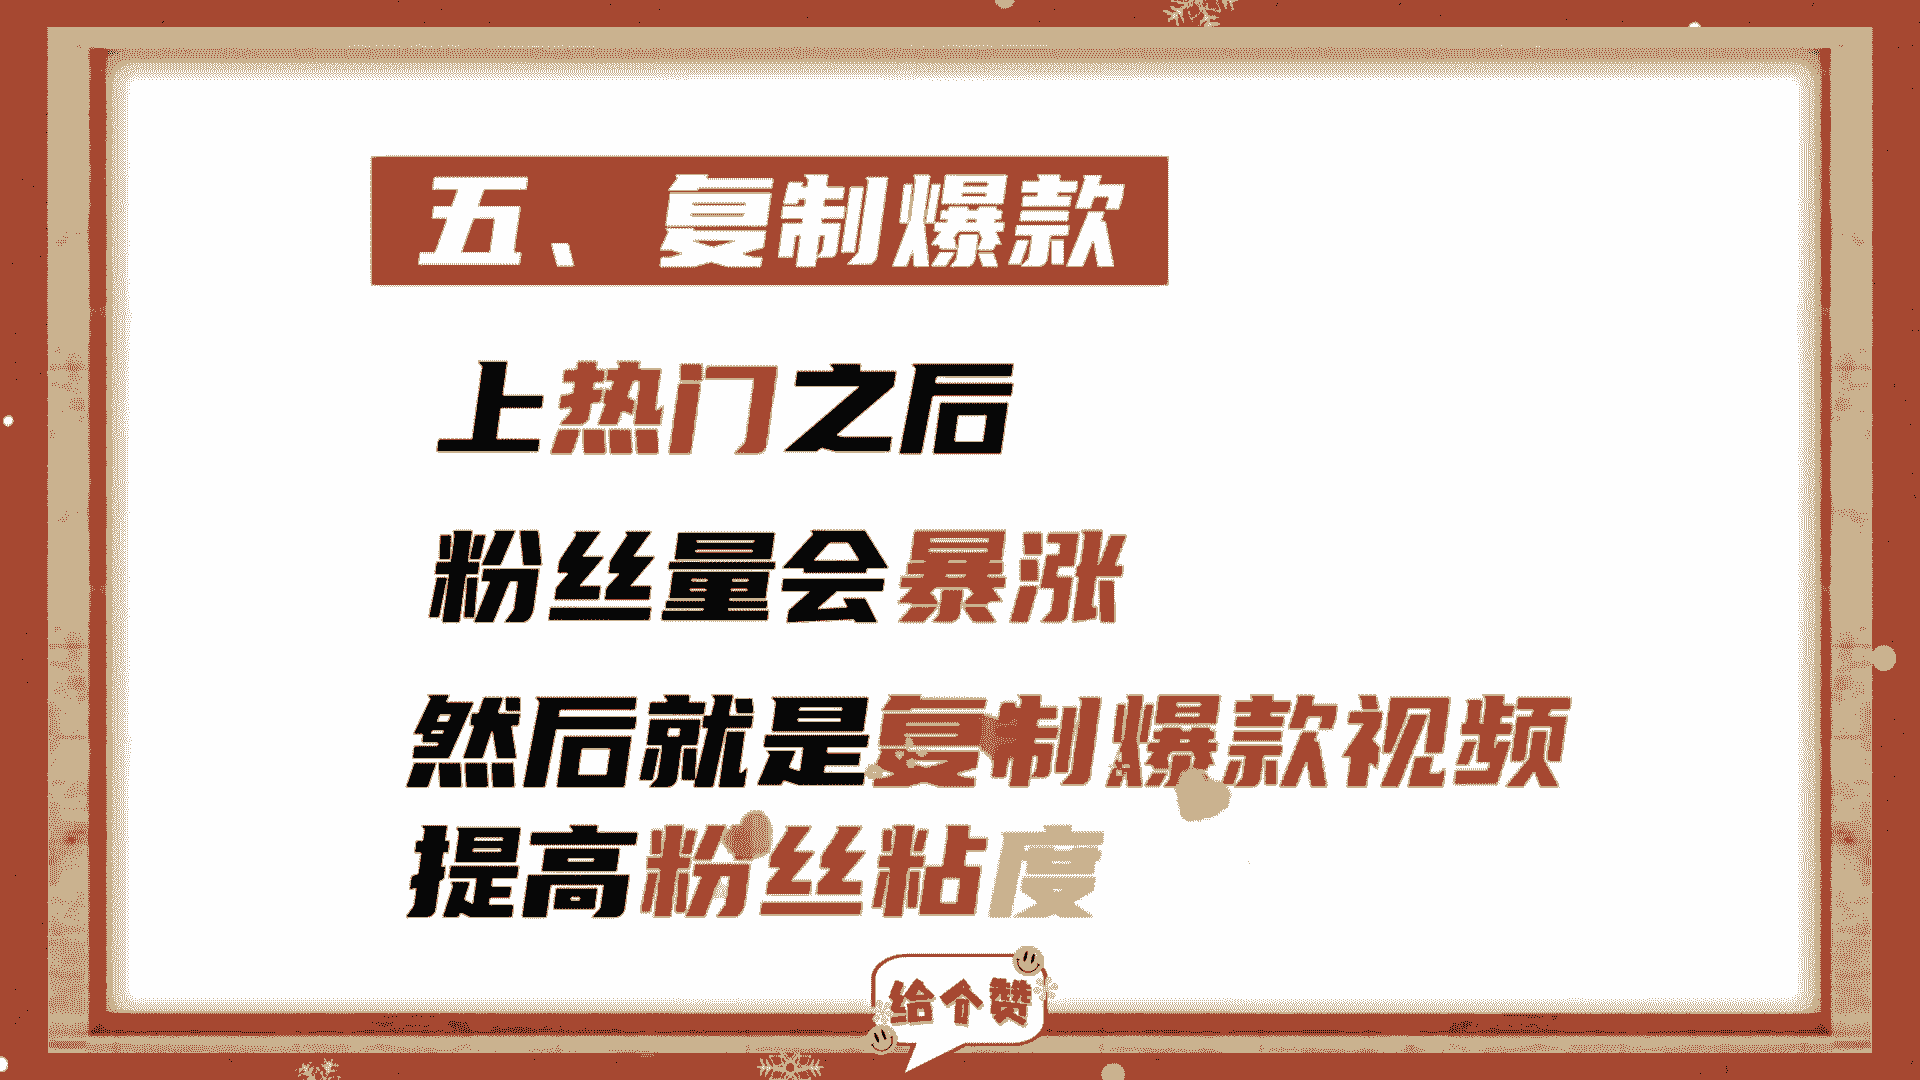 五、复制爆款
上热门之后
粉丝量会暴涨
然后就是复制爆款视频
提高粉丝粘度
给个赞